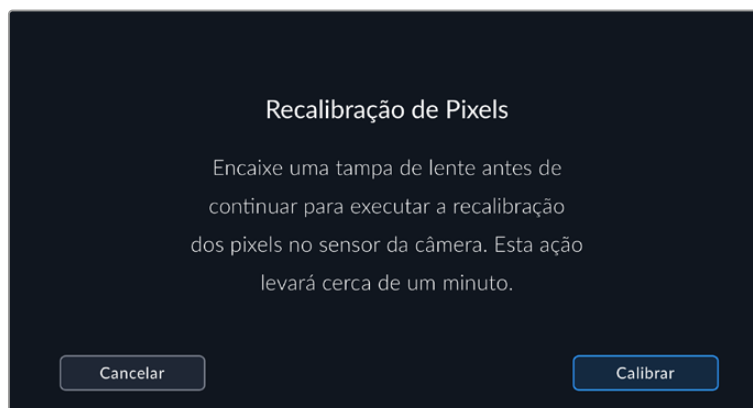 Recalibração de Pixels
Encaixe uma tampa de lente antes de
continuar para executar a recalibração
dos pixels no sensor da câmera. Esta ação
levará cerca de um minuto.
Cancelar
Calibrar